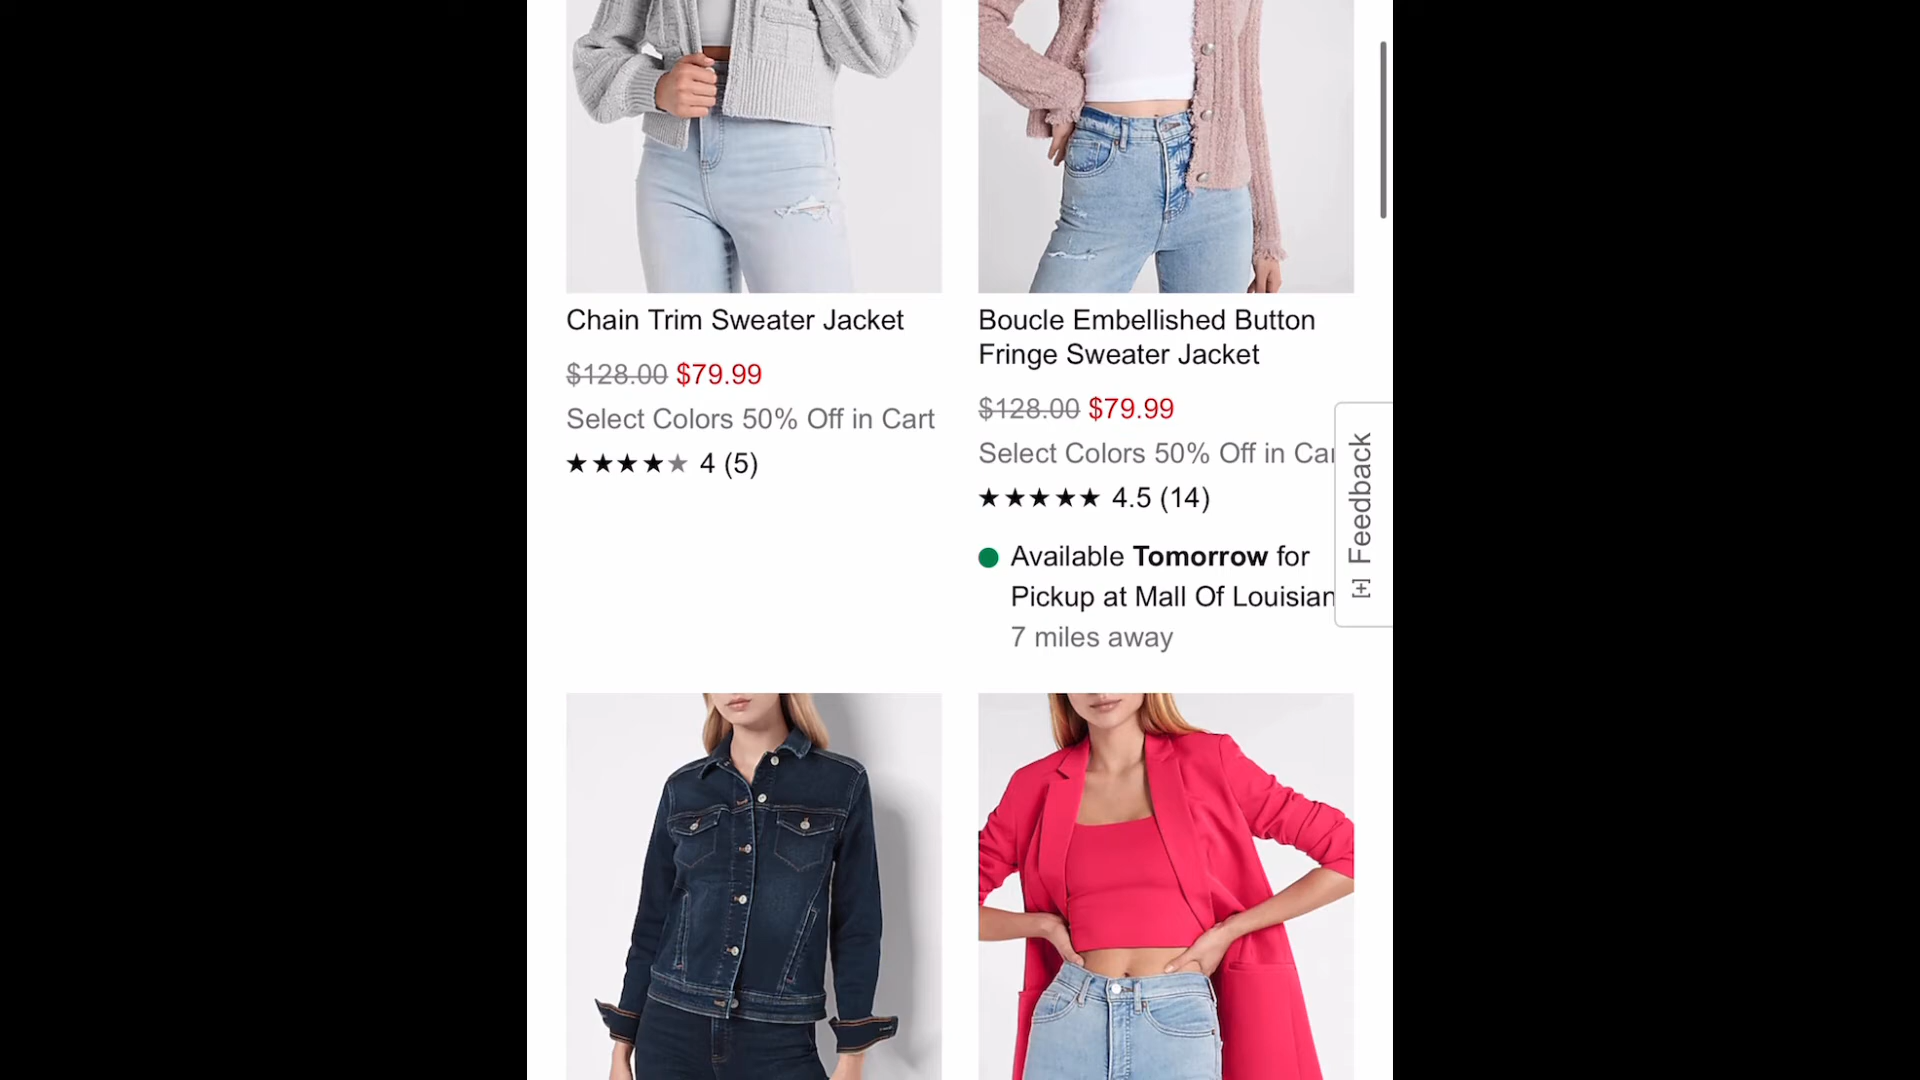 Chain Trim Sweater Jacket
$128.00 $79.99
Select Colors 50% Off in Cart
4 (5)
Boucle Embellished Button
Fringe Sweater Jacket
$128.00 $79.99
Select Colors 50% Off in
4.5 (14)
Available Tomorrow for
Pickup at Mall Of
7 miles away
[+] Feedback